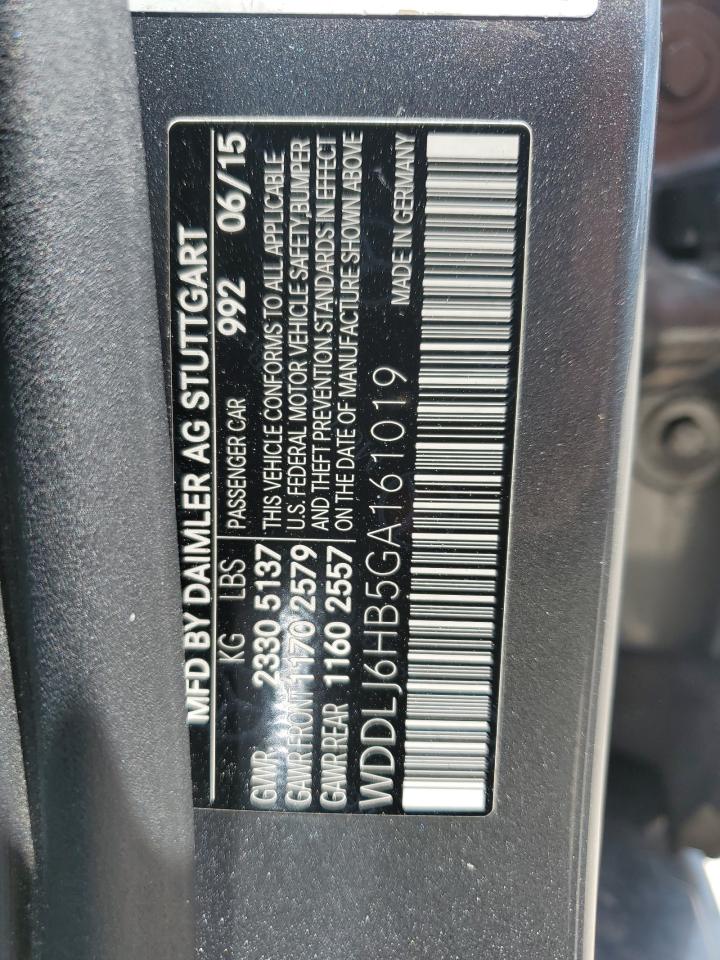 MFD BY DAIMLER AG STUTTGART
KG LBS PASSENGER CAR 992 06/15
GWR 2330 5137 THIS VEHICLE CONFORMS TO ALL APPLICABLE
GAWR FRONT 1170 2579 U.S. FEDERAL MOTOR VEHICLE SAFETY, BUMPER
GAWR REAR 1160 2557 AND THEFT PREVENTION STANDARDS IN EFFECT
ON THE DATE OF MANUFACTURE SHOWN ABOVE
WDDLJ6HB5GA161019 MADE IN GERMANY